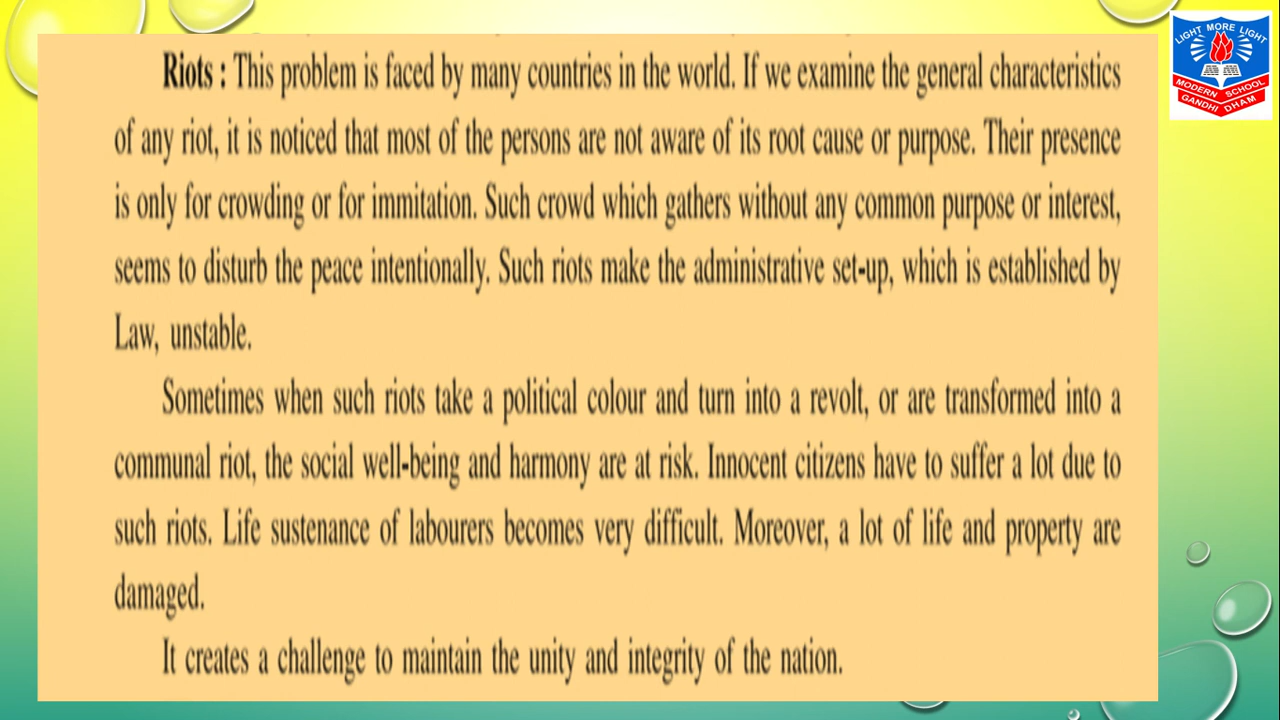 LIGHT MORE LIGHT
MODERN SCHOOL
GANDHI DHAM
Riots : This problem is faced by many countries in the world. If we examine the general characteristics
of any riot, it is noticed that most of the persons are not aware of its root cause or purpose. Their presence
is only for crowding or for immitation. Such crowd which gathers without any common purpose or interest,
seems to disturb the peace intentionally. Such riots make the administrative set-up, which is established by
Law, unstable.
Sometimes when such riots take a political colour and turn into a revolt, or are transformed into a
communal riot, the social well-being and harmony are at risk. Innocent citizens have to suffer a lot due to
such riots. Life sustenance of labourers becomes very difficult. Moreover, a lot of life and property are
damaged.
It creates a challenge to maintain the unity and integrity of the nation.